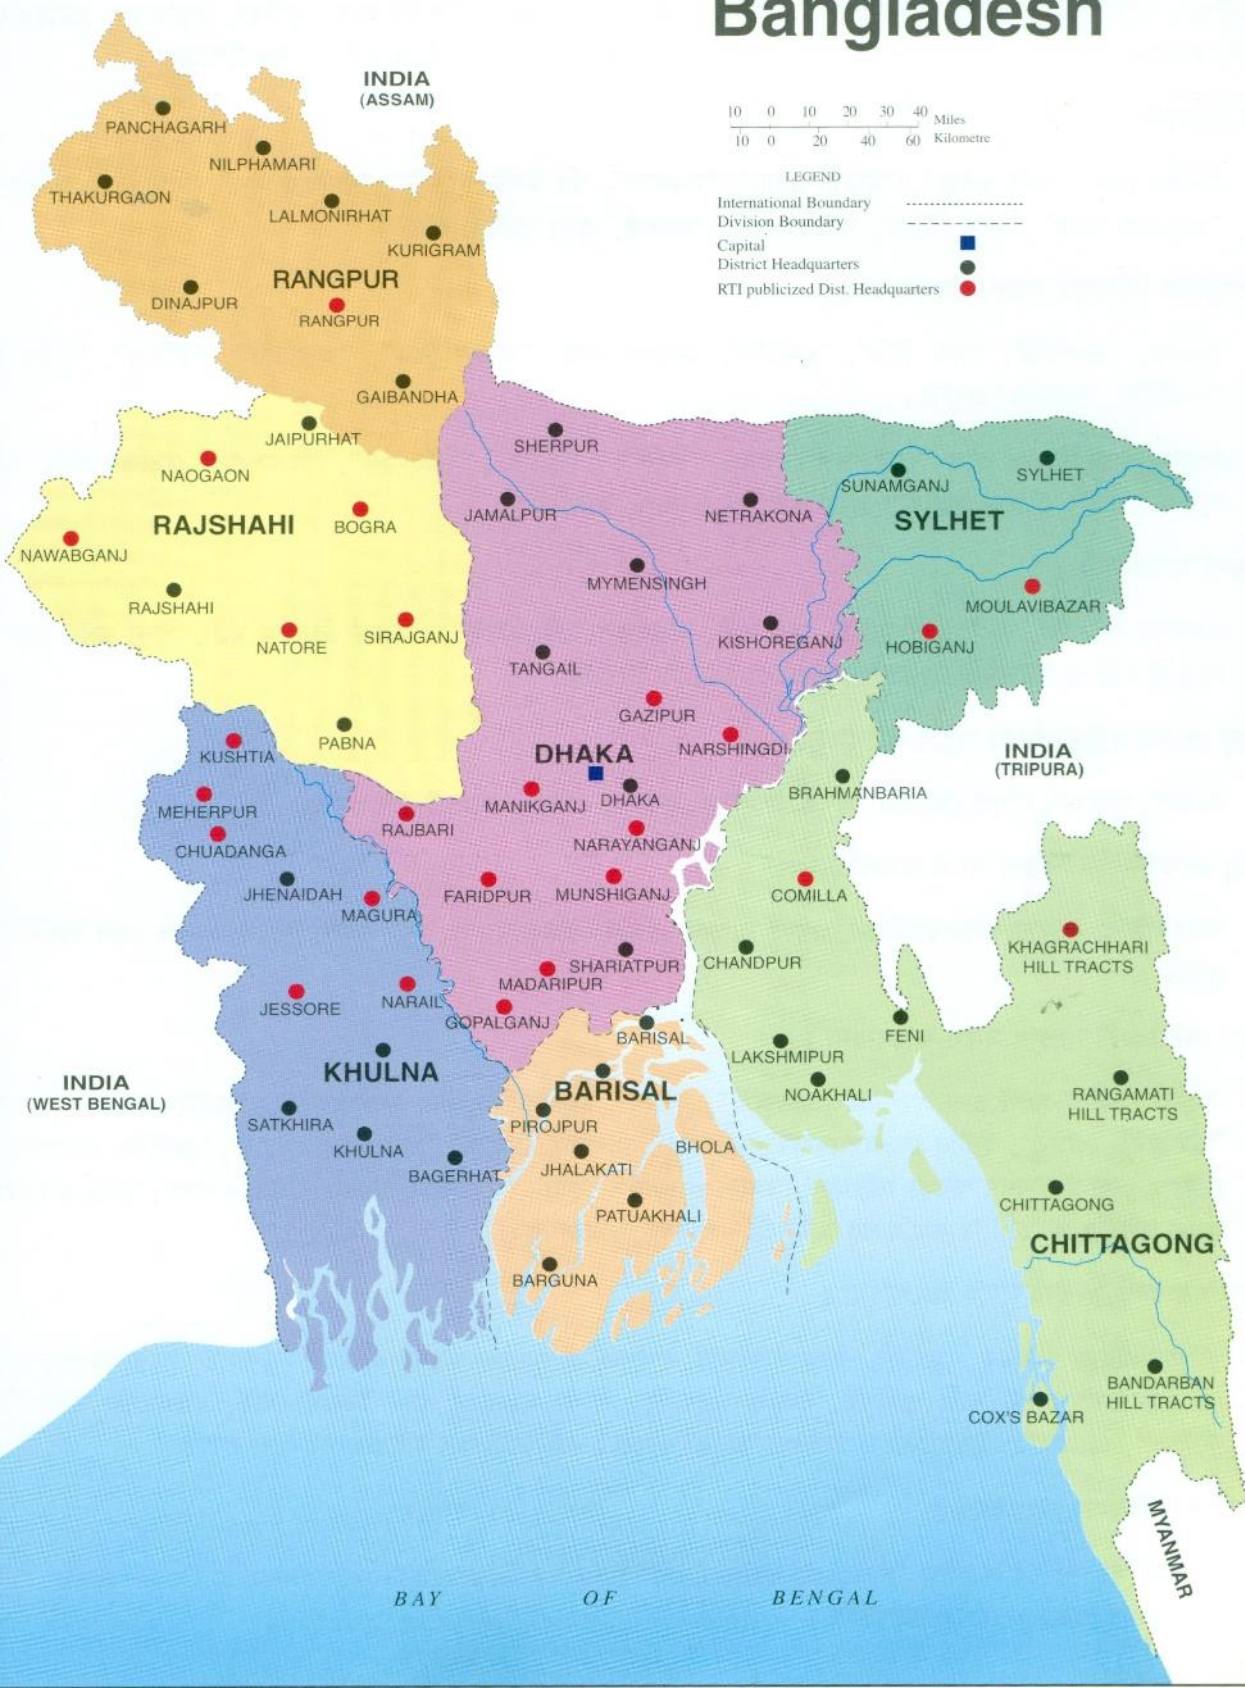 Bangladesh
INDIA
(ASSAM)
10 0 10 20 30 40 Miles
10 0 20 40 60 Kilometre
LEGEND
International Boundary
Division Boundary
Capital
District Headquarters
RTI publicized Dist. Headquarters
PANCHAGARH
NILPHAMARI
THAKURGAON
LALMONIRHAT
KURIGRAM
RANGPUR
DINAJPUR
RANGPUR
GAIBANDHA
JAIPURHAT
NAOGAON
RAJSHAHI
BOGRA
NAWABGANJ
RAJSHAHI
NATORE
SIRAJGANJ
PABNA
SHERPUR
JAMALPUR
NETRAKONA
MYMENSINGH
KISHOREGANJ
TANGAIL
GAZIPUR
NARSHINGDI
DHAKA
MANIKGANJ
DHAKA
RAJBARI
NARAYANGANJ
FARIDPUR
MUNSHIGANJ
SHARIATPUR
MADARIPUR
GOPALGANJ
SUNAMGANJ
SYLHET
SYLHET
MOULAVIBAZAR
HOBIGANJ
INDIA
(TRIPURA)
KUSHTIA
MEHERPUR
CHUADANGA
JHENAIDAH
MAGURA
JESSORE
NARAIL
KHULNA
SATKHIRA
KHULNA
BAGERHAT
INDIA
(WEST BENGAL)
BARISAL
BARISAL
PIROJPUR
BHOLA
JHALAKATI
PATUAKHALI
BARGUNA
BRAHMANBARIA
COMILLA
CHANDPUR
KHAGRACHHARI
HILL TRACTS
FENI
LAKSHMIPUR
NOAKHALI
RANGAMATI
HILL TRACTS
CHITTAGONG
CHITTAGONG
BANDARBAN
HILL TRACTS
COX'S BAZAR
MYANMAR
BAY OF BENGAL